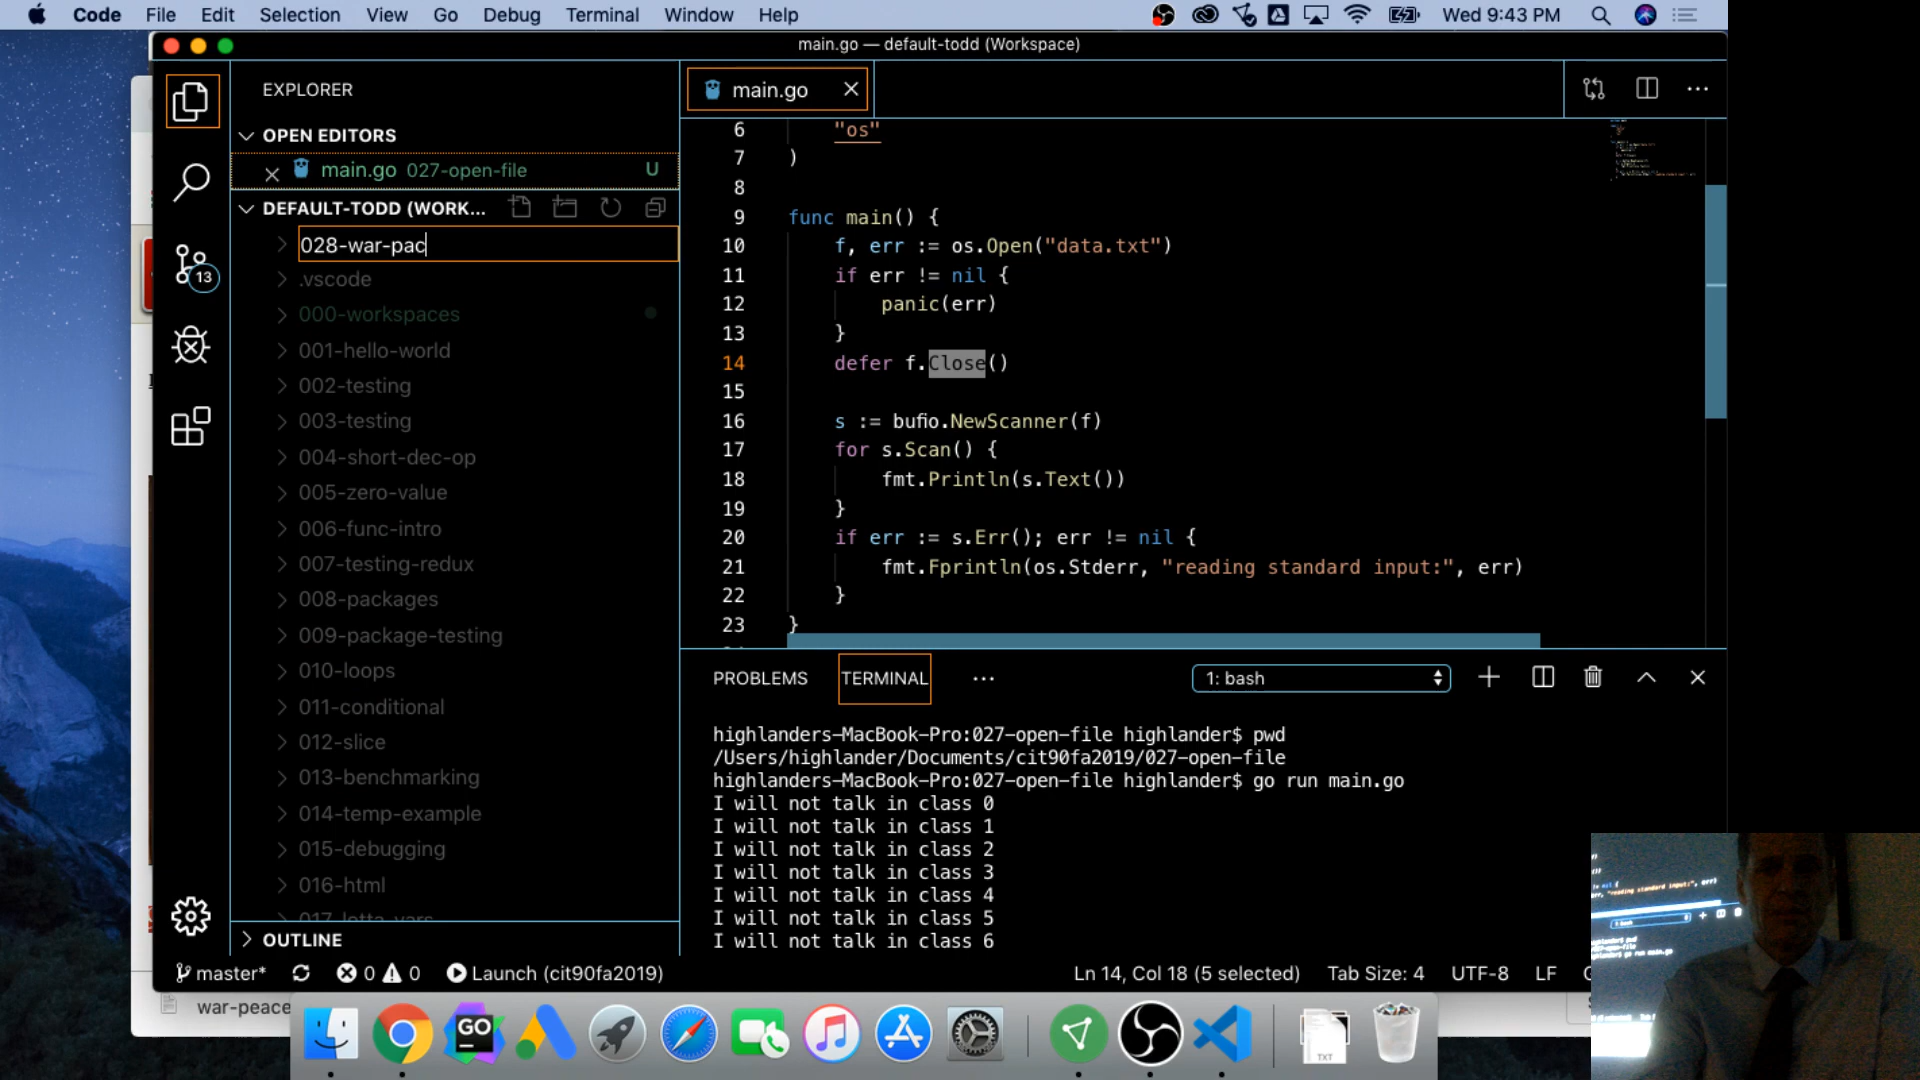 Code File Edit Selection View Go Debug Terminal Window Help Wed 9:43 PM
main.go — default-todd (Workspace)
EXPLORER
OPEN EDITORS
main.go 027-open-file U
DEFAULT-TODD (WORK...
028-war-pac
.vscode
000-workspaces
001-hello-world
002-testing
003-testing
004-short-dec-op
005-zero-value
006-func-intro
007-testing-redux
008-packages
009-package-testing
010-loops
011-conditional
012-slice
013-benchmarking
014-temp-example
015-debugging
016-html
017-lotta-vars
OUTLINE
13
main.go
6 "os"
7 )
8
9 func main() {
10 f, err := os.Open("data.txt")
11 if err != nil {
12 panic(err)
13 }
14 defer f.Close()
15
16 s := bufio.NewScanner(f)
17 for s.Scan() {
18 fmt.Println(s.Text())
19 }
20 if err := s.Err(); err != nil {
21 fmt.Fprintln(os.Stderr, "reading standard input:", err)
22 }
23 }
PROBLEMS TERMINAL ... 1: bash
highlanders-MacBook-Pro:027-open-file highlander$ pwd
/Users/highlander/Documents/cit90fa2019/027-open-file
highlanders-MacBook-Pro:027-open-file highlander$ go run main.go
I will not talk in class 0
I will not talk in class 1
I will not talk in class 2
I will not talk in class 3
I will not talk in class 4
I will not talk in class 5
I will not talk in class 6
master* 0 0 Launch (cit90fa2019) Ln 14, Col 18 (5 selected) Tab Size: 4 UTF-8 LF
war-peace
GO
TXT